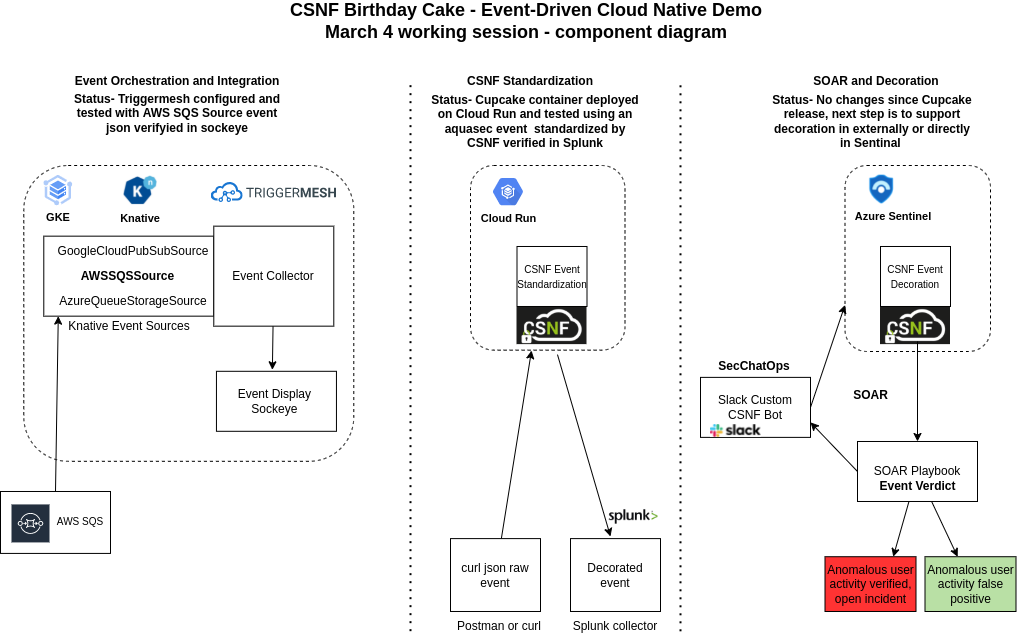 CSNF Birthday Cake - Event-Driven Cloud Native Demo
March 4 working session - component diagram
Event Orchestration and Integration
Status- Triggermesh configured and
tested with AWS SQS Source event
json verifyied in sockeye
GKE
Knative
n
K
TRIGGERMESH
GoogleCloudPubSubSource
AWSSQSSource
AzureQueueStorageSource
Knative Event Sources
Event Collector
Event Display
Sockeye
AWS SQS
CSNF Standardization
Status- Cupcake container deployed
on Cloud Run and tested using an
aquasec event  standardized by
CSNF verified in Splunk
Cloud Run
CSNF Event
Standardization
CSNF
splunk>
curl json raw
event
Postman or curl
Decorated
event
Splunk collector
SOAR and Decoration
Status- No changes since Cupcake
release, next step is to support
decoration in externally or directly
in Sentinal
Azure Sentinel
CSNF Event
Decoration
CSNF
SecChatOps
Slack Custom
CSNF Bot
slack
SOAR
SOAR Playbook
Event Verdict
Anomalous user
activity verified,
open incident
Anomalous user
activity false
positive